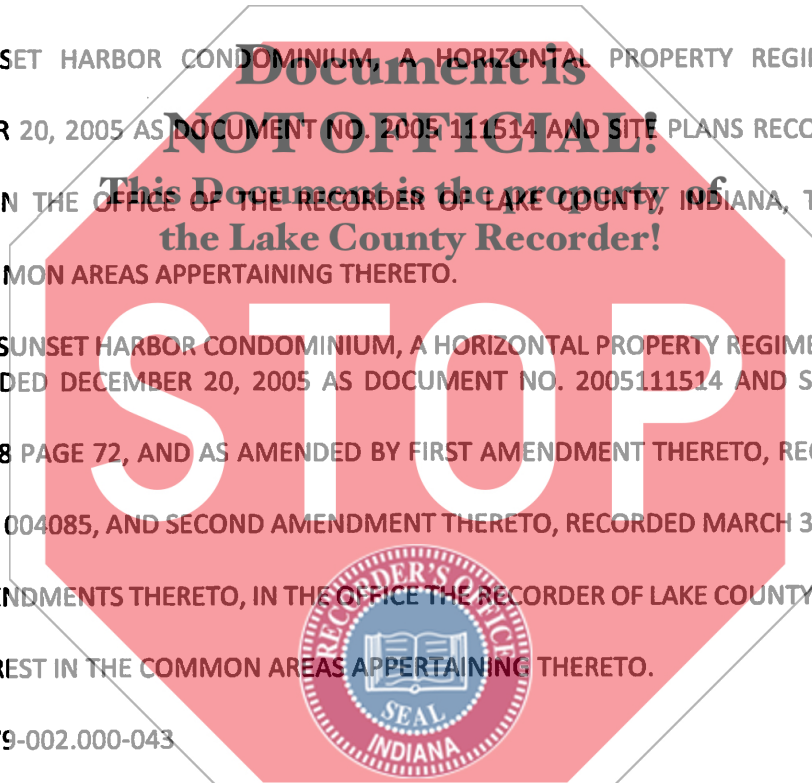 SET HARBOR CONDOMINIUM, A HORIZONTAL PROPERTY REGI
Document is
R 20, 2005 AS DOCUMENT NO. 2005 111514 AND SITE PLANS RECO
NOT OFFICIAL!
N THE OFFICE OF THE RECORDER OF LAKE COUNTY, INDIANA, T
This Document is the property of
the Lake County Recorder!
MON AREAS APPERTAINING THERETO.
SUNSET HARBOR CONDOMINIUM, A HORIZONTAL PROPERTY REGIME
DED DECEMBER 20, 2005 AS DOCUMENT NO. 2005111514 AND S
STOP
8 PAGE 72, AND AS AMENDED BY FIRST AMENDMENT THERETO, REC
004085, AND SECOND AMENDMENT THERETO, RECORDED MARCH 3
NDMENTS THERETO, IN THE OFFICE THE RECORDER OF LAKE COUNTY
REST IN THE COMMON AREAS APPERTAINING THERETO.
RECORDER'S OFFICE
SEAL
INDIANA
79-002.000-043